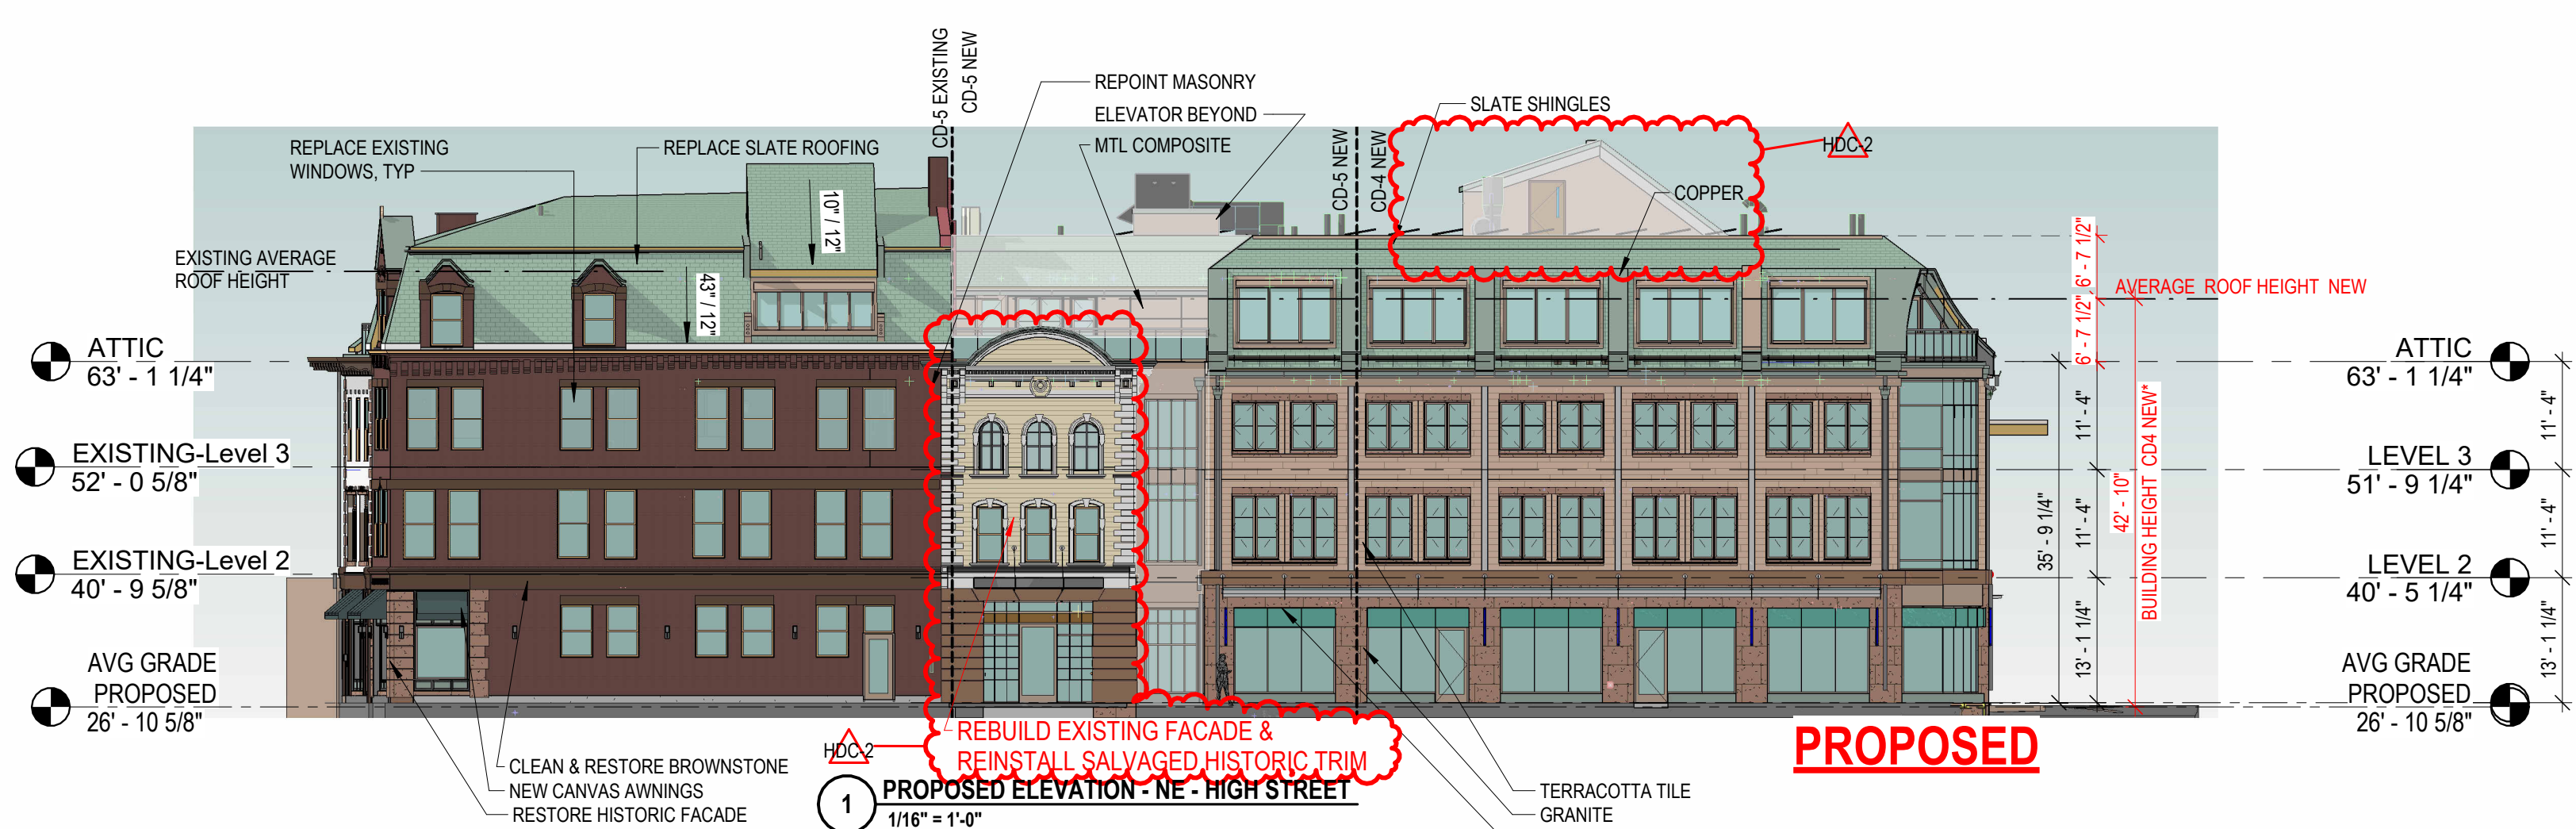 CD-5 EXISTING
CD-5 NEW
REPOINT MASONRY
ELEVATOR BEYOND
MTL COMPOSITE
SLATE SHINGLES
HDC-2
REPLACE EXISTING
WINDOWS, TYP
REPLACE SLATE ROOFING
CD-5 NEW
CD-4 NEW
COPPER
10" / 12"
43" / 12"
EXISTING AVERAGE
ROOF HEIGHT
6' - 7 1/2"
6' - 7 1/2"
AVERAGE ROOF HEIGHT NEW
ATTIC
63' - 1 1/4"
EXISTING-Level 3
52' - 0 5/8"
EXISTING-Level 2
40' - 9 5/8"
AVG GRADE
PROPOSED
26' - 10 5/8"
35' - 9 1/4"
11' - 4"
11' - 4"
13' - 1 1/4"
42' - 10"
BUILDING HEIGHT CD4 NEW*
ATTIC
63' - 1 1/4"
LEVEL 3
51' - 9 1/4"
LEVEL 2
40' - 5 1/4"
AVG GRADE
PROPOSED
26' - 10 5/8"
11' - 4"
11' - 4"
13' - 1 1/4"
CLEAN & RESTORE BROWNSTONE
NEW CANVAS AWNINGS
RESTORE HISTORIC FACADE
HDC-2
REBUILD EXISTING FACADE &
REINSTALL SALVAGED HISTORIC TRIM
1
PROPOSED ELEVATION - NE - HIGH STREET
1/16" = 1'-0"
TERRACOTTA TILE
GRANITE
PROPOSED